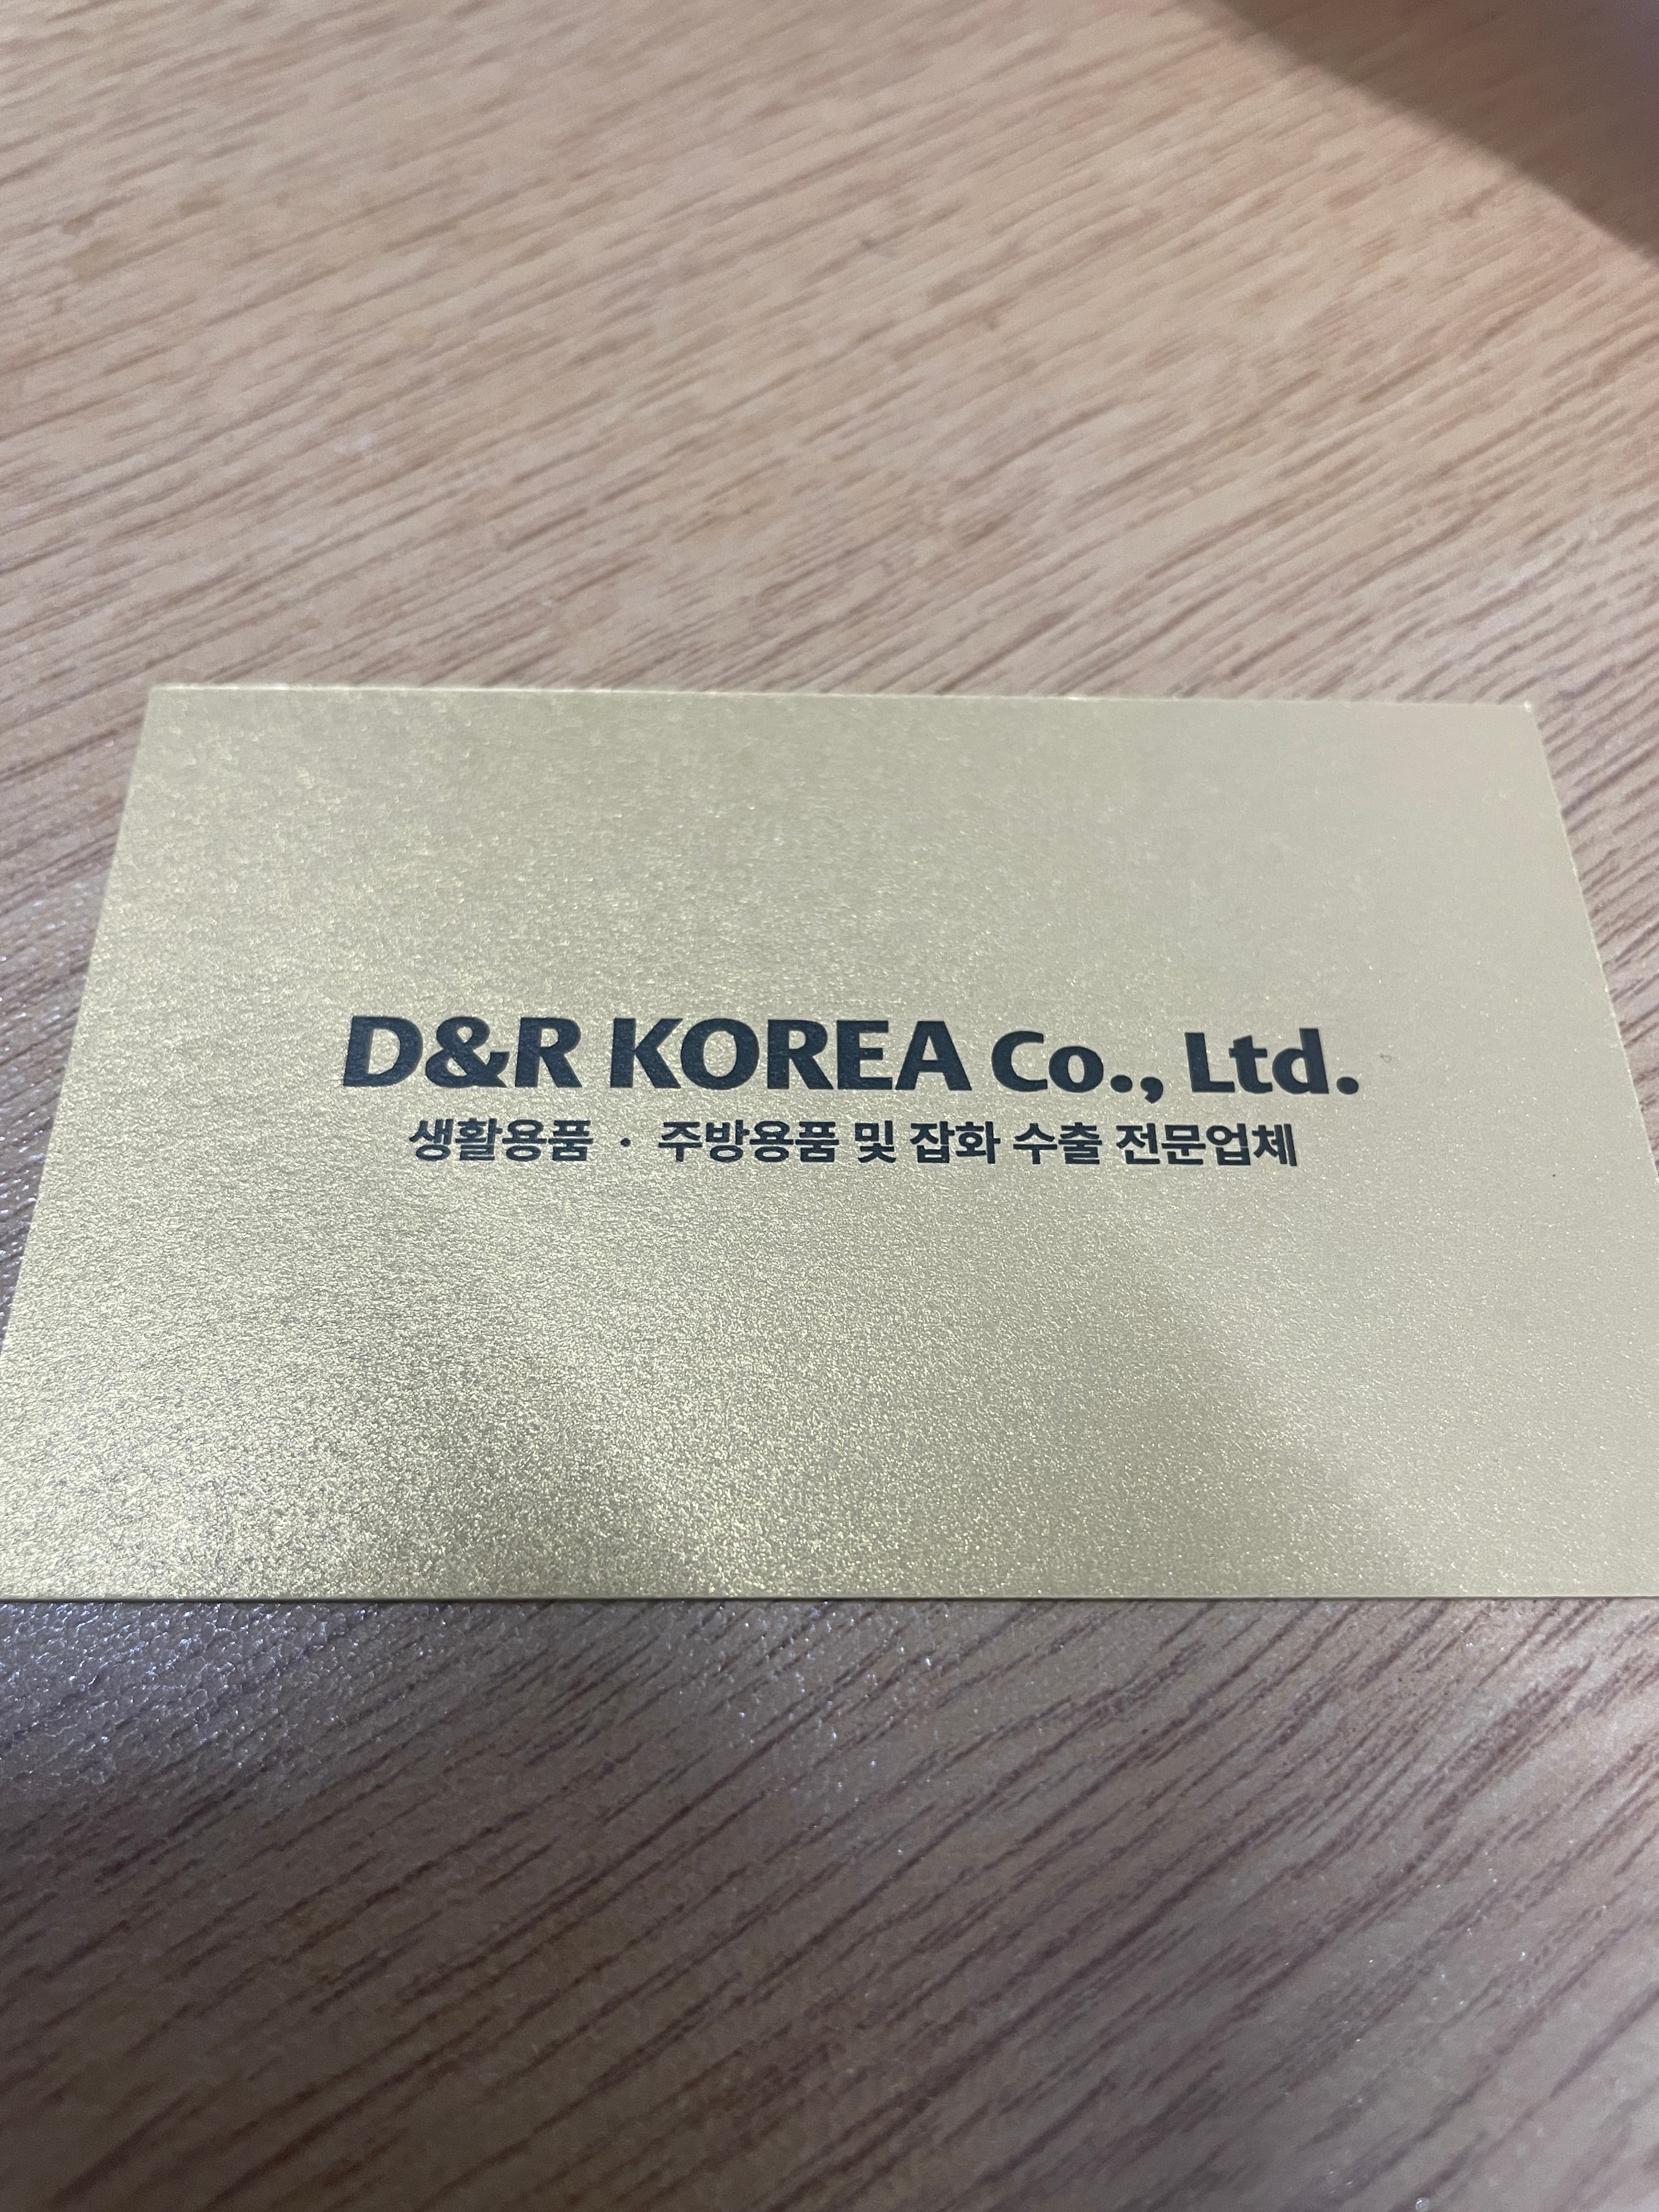 D&R KOREA Co., Ltd.
생활용품 · 주방용품 및 잡화 수출 전문업체